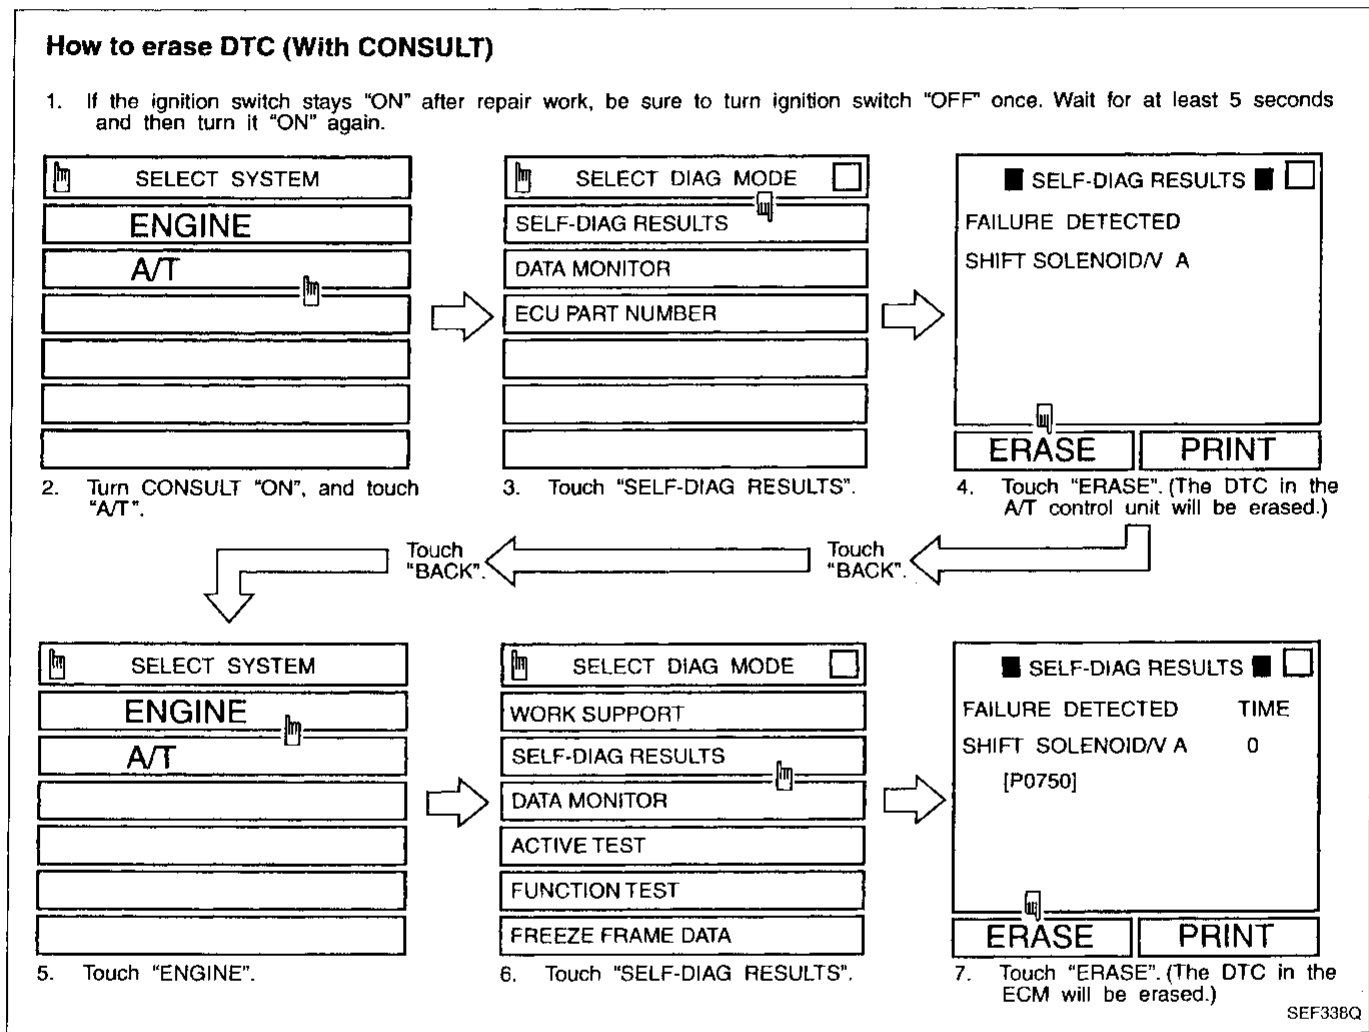 How to erase DTC (With CONSULT)
1. If the ignition switch stays "ON" after repair work, be sure to turn ignition switch "OFF" once. Wait for at least 5 seconds
and then turn it "ON" again.
SELECT SYSTEM
ENGINE
A/T
2. Turn CONSULT "ON", and touch
"A/T".
SELECT DIAG MODE
SELF-DIAG RESULTS
DATA MONITOR
ECU PART NUMBER
3. Touch "SELF-DIAG RESULTS".
SELF-DIAG RESULTS
FAILURE DETECTED
SHIFT SOLENOID/V A
ERASE PRINT
4. Touch "ERASE". (The DTC in the
A/T control unit will be erased.)
Touch
"BACK".
Touch
"BACK".
SELECT SYSTEM
ENGINE
A/T
5. Touch "ENGINE".
SELECT DIAG MODE
WORK SUPPORT
SELF-DIAG RESULTS
DATA MONITOR
ACTIVE TEST
FUNCTION TEST
FREEZE FRAME DATA
6. Touch "SELF-DIAG RESULTS".
SELF-DIAG RESULTS
FAILURE DETECTED TIME
SHIFT SOLENOID/V A 0
[P0750]
ERASE PRINT
7. Touch "ERASE". (The DTC in the
ECM will be erased.)
SEF338Q